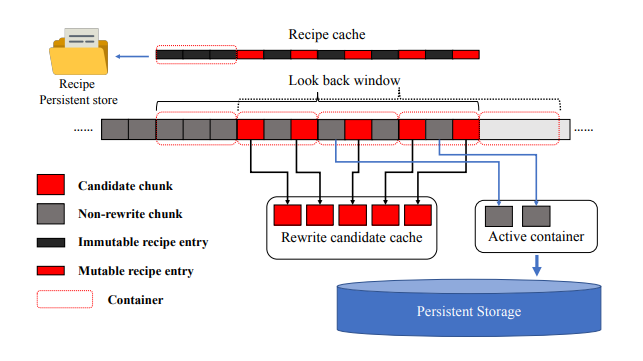 Recipe cache
Recipe
Persistent store
Look back window
......
......
Candidate chunk
Non-rewrite chunk
Immutable recipe entry
Mutable recipe entry
Container
Rewrite candidate cache
Active container
Persistent Storage